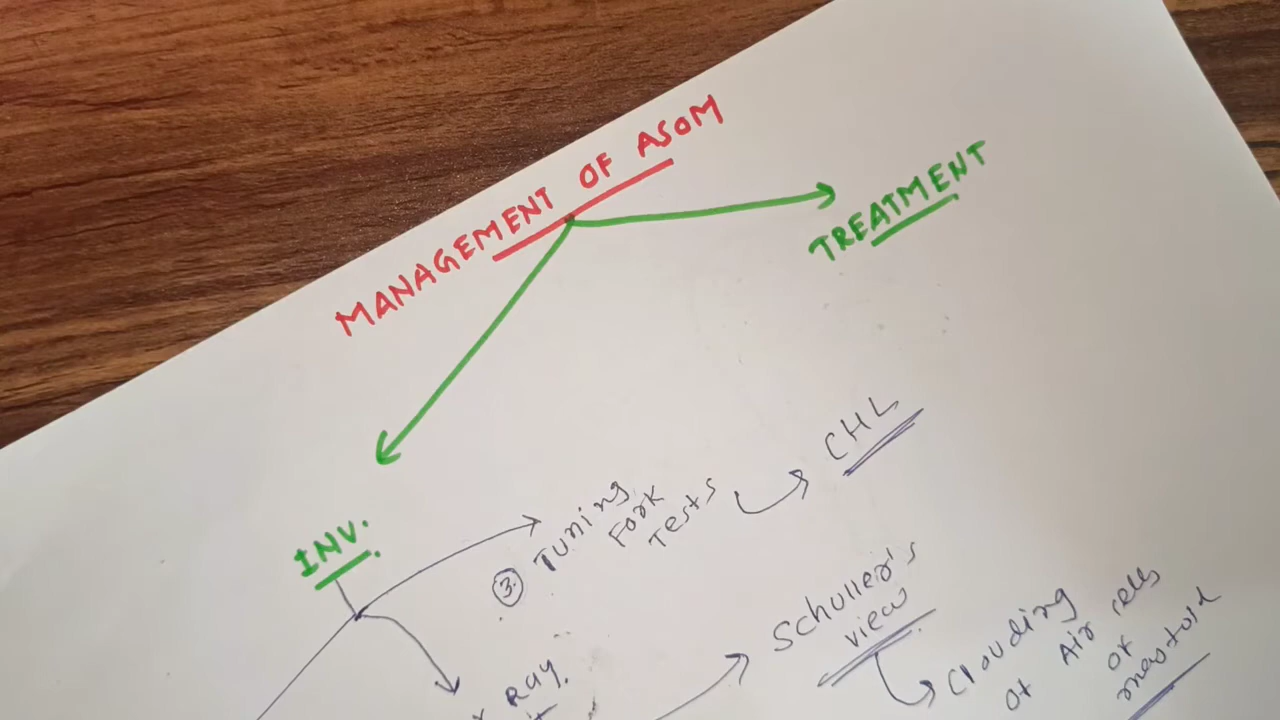 MANAGEMENT OF ASOM
TREATMENT
INV.
3. Tuning
Fork
Tests
CHL
X Ray.
Schuller's
view
Clouding
of Air cells
of
mastoid